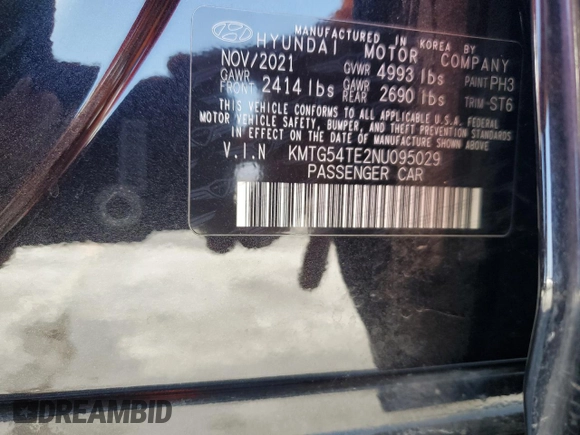 MANUFACTURED IN KOREA BY
HYUNDAI MOTOR COMPANY
NOV/2021 GVWR 4993 lbs PAINT PH3
GAWR FRONT 2414 lbs GAWR REAR 2690 lbs TRIM-ST6
THIS VEHICLE CONFORMS TO ALL APPLICABLE U.S.A. FEDERAL
MOTOR VEHICLE SAFETY, BUMPER, AND THEFT PREVENTION STANDARDS
IN EFFECT ON THE DATE OF MANUFACTURE SHOWN ABOVE.
V.I.N KMTG54TE2NU095029
PASSENGER CAR
DREAMBID